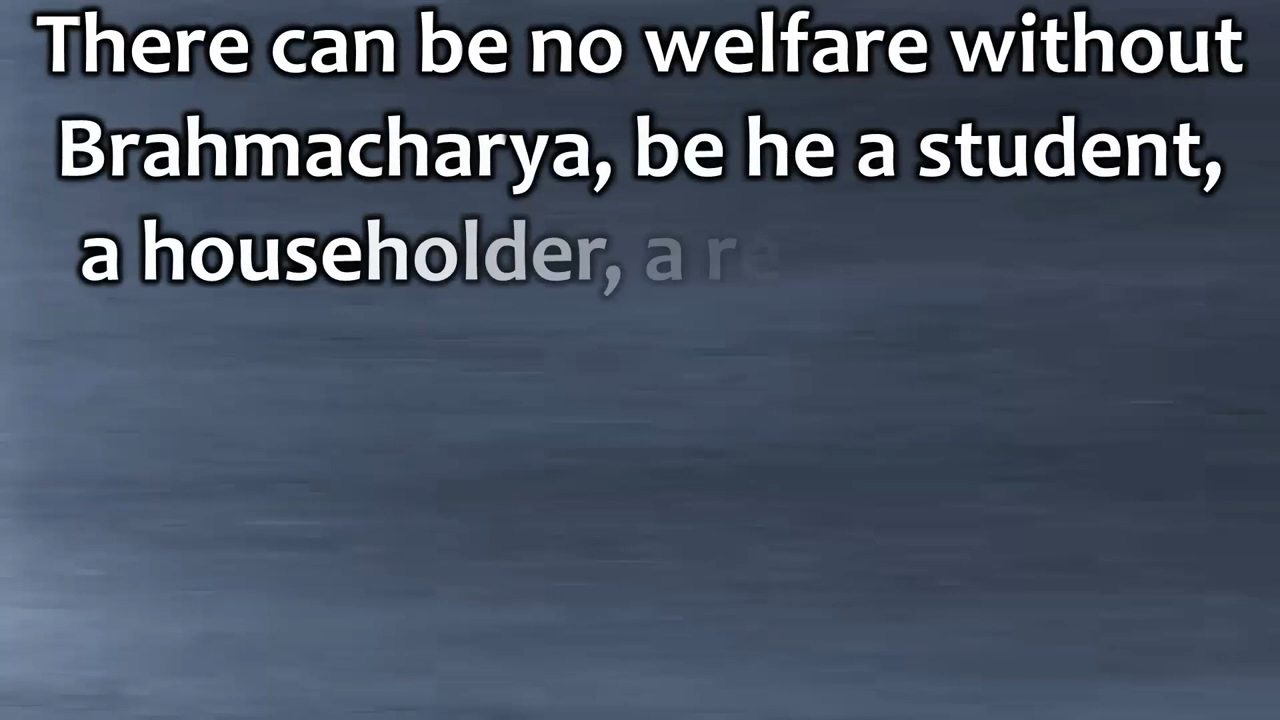 There can be no welfare without
Brahmacharya, be he a student,
a householder, a